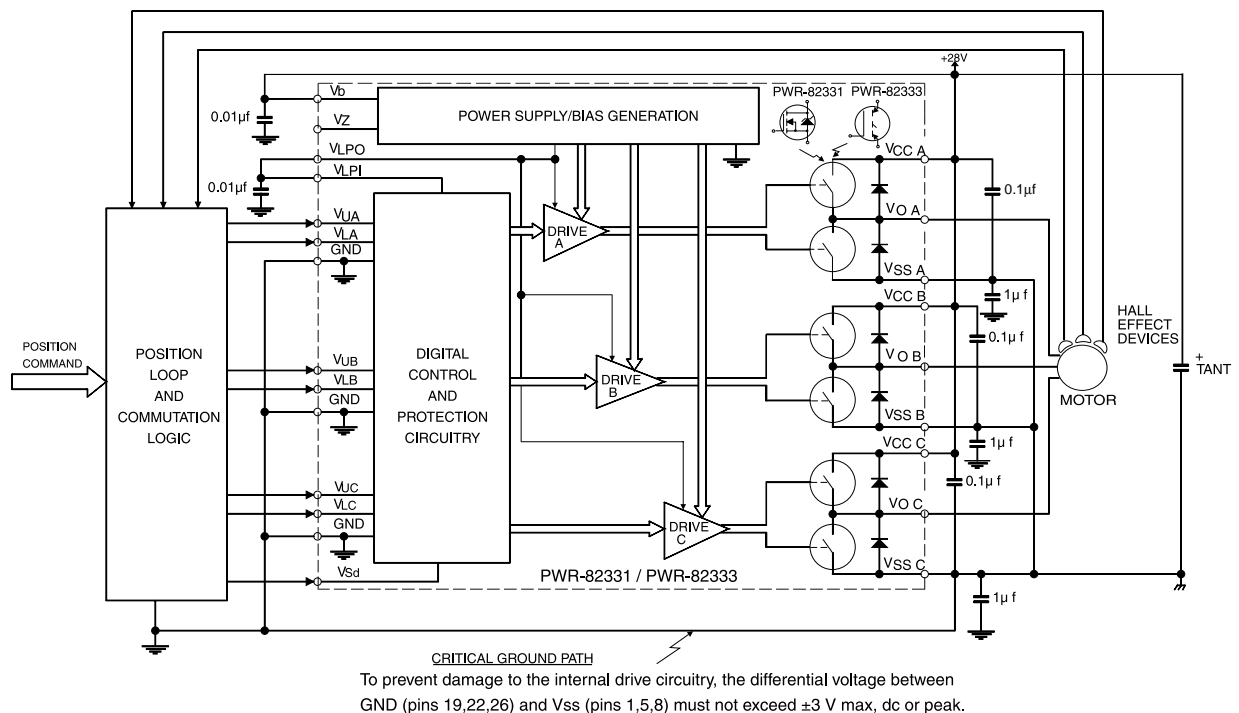 +28V
PWR-82331 PWR-82333
Vb
0.01µf
POWER SUPPLY/BIAS GENERATION
VZ
VLPO
VLPI
0.01µf
VCC A
0.1µf
VUA
VLA
GND
DRIVE
A
VO A
VSS A
1µ f
VCC B
0.1µ f
HALL
EFFECT
DEVICES
POSITION
COMMAND
POSITION
LOOP
AND
COMMUTATION
LOGIC
VUB
VLB
GND
DIGITAL
CONTROL
AND
PROTECTION
CIRCUITRY
DRIVE
B
VO B
VSS B
1µ f
MOTOR
+
TANT
VCC C
0.1µ f
VUC
VLC
GND
VSd
DRIVE
C
VO C
VSS C
1µ f
PWR-82331 / PWR-82333
CRITICAL GROUND PATH
To prevent damage to the internal drive circuitry, the differential voltage between
GND (pins 19,22,26) and Vss (pins 1,5,8) must not exceed ±3 V max, dc or peak.